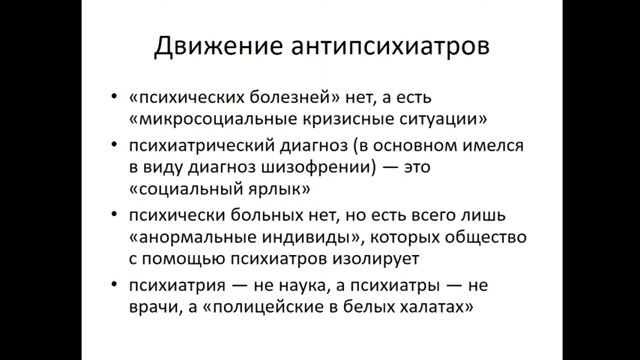 Движение антипсихиатров
• «психических болезней» нет, а есть
«микросоциальные кризисные ситуации»
• психиатрический диагноз (в основном имелся
в виду диагноз шизофрении) — это
«социальный ярлык»
• психически больных нет, но есть всего лишь
«анормальные индивиды», которых общество
с помощью психиатров изолирует
• психиатрия — не наука, а психиатры — не
врачи, а «полицейские в белых халатах»